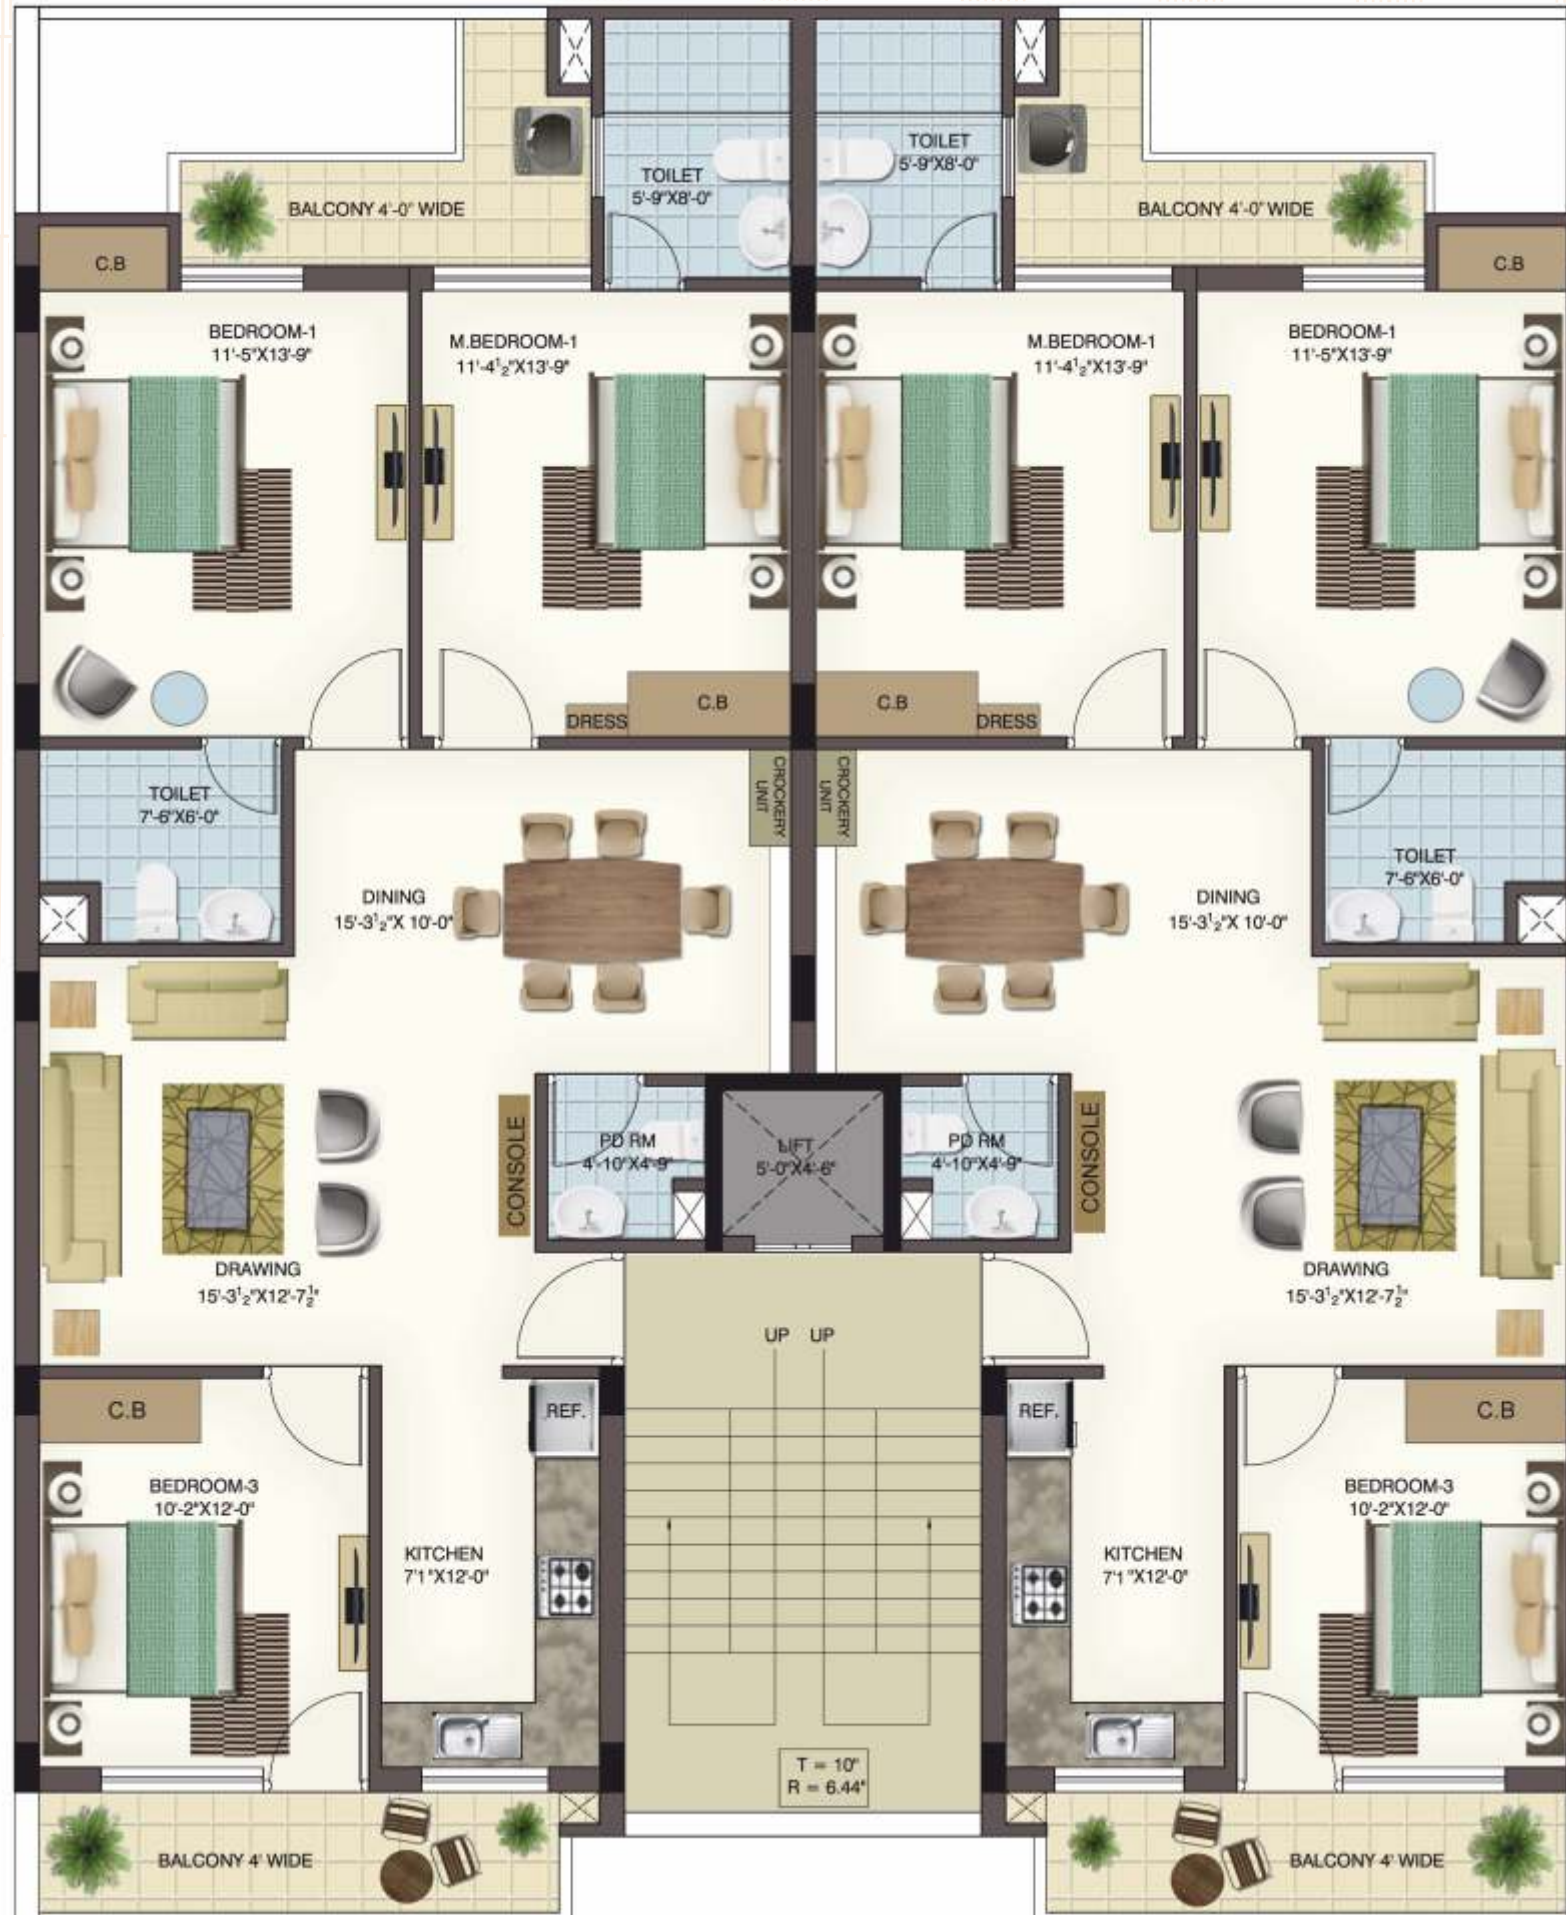 TOILET
5'-9"X8'-0"
TOILET
5'-9"X8'-0"
BALCONY 4'-0" WIDE
BALCONY 4'-0" WIDE
C.B
C.B
BEDROOM-1
11'-5"X13'-9"
M.BEDROOM-1
11'-4½"X13'-9"
M.BEDROOM-1
11'-4½"X13'-9"
BEDROOM-1
11'-5"X13'-9"
DRESS
C.B
C.B
DRESS
TOILET
7'-6"X6'-0"
CROCKERY
UNIT
CROCKERY
UNIT
TOILET
7'-6"X6'-0"
DINING
15'-3½"X 10'-0"
DINING
15'-3½"X 10'-0"
CONSOLE
PD RM
4'-10"X4'-9"
LIFT
5'-0"X4'-6"
PD RM
4'-10"X4'-9"
CONSOLE
DRAWING
15'-3½"X12'-7½"
DRAWING
15'-3½"X12'-7½"
UP UP
C.B
REF.
REF.
C.B
BEDROOM-3
10'-2"X12'-0"
BEDROOM-3
10'-2"X12'-0"
KITCHEN
7'1"X12'-0"
KITCHEN
7'1"X12'-0"
T = 10"
R = 6.44"
BALCONY 4' WIDE
BALCONY 4' WIDE